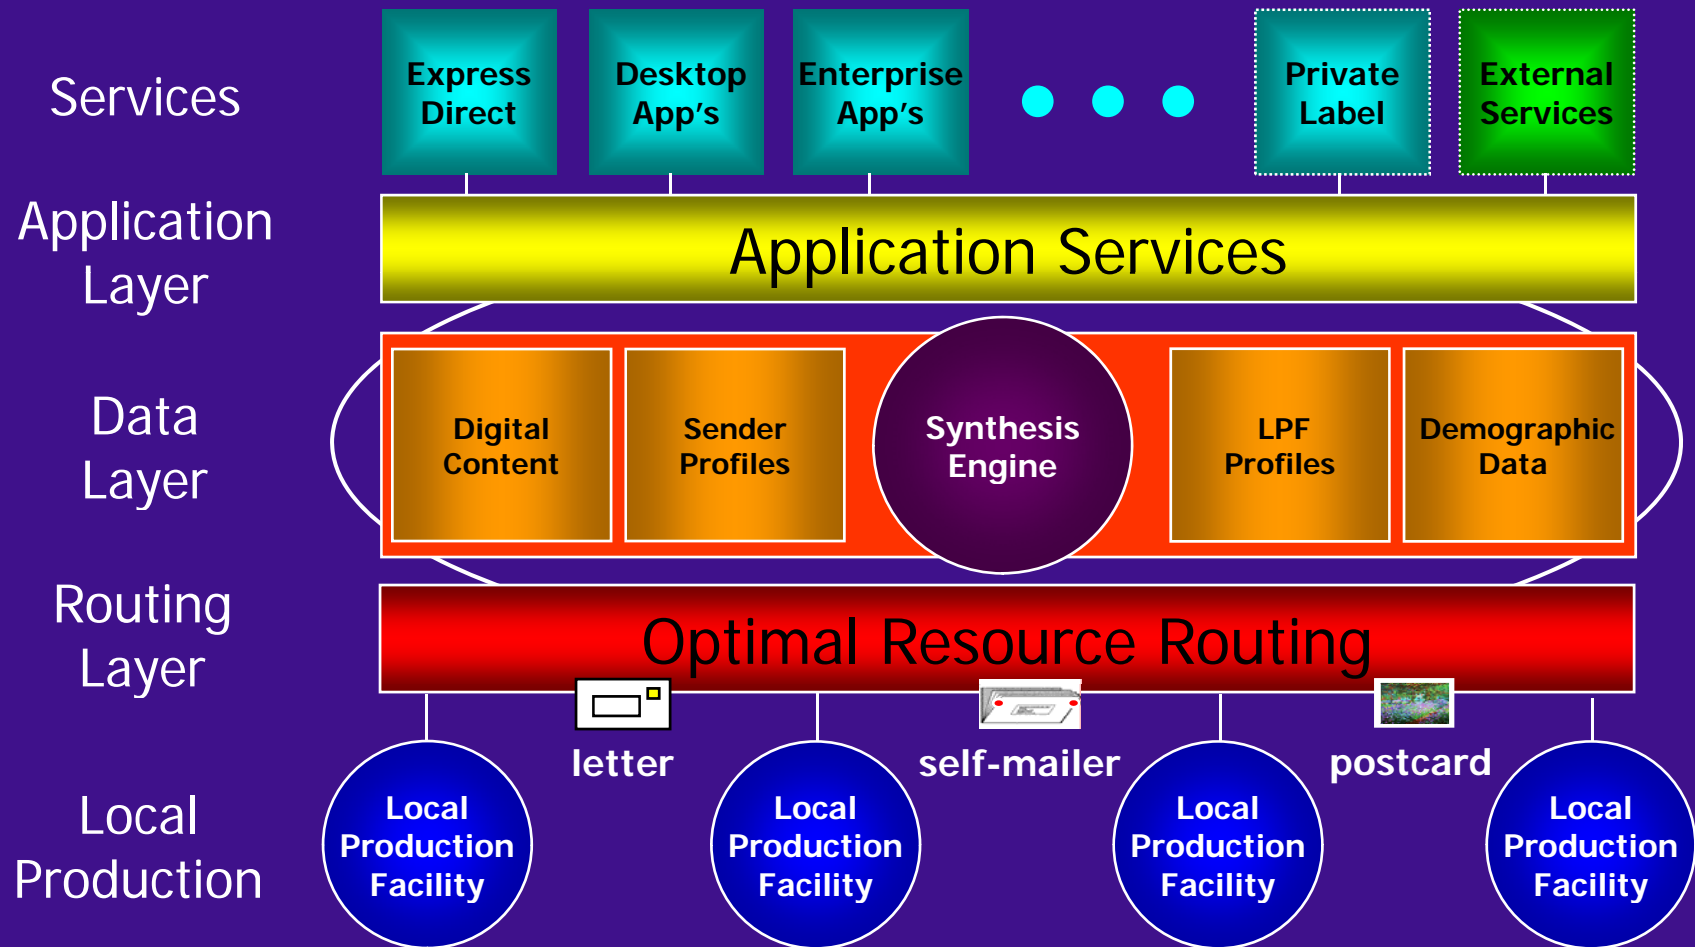 Services
Express
Direct
Desktop
App's
Enterprise
App's
Private
Label
External
Services
Application
Layer
Application Services
Data
Layer
Digital
Content
Sender
Profiles
Synthesis
Engine
LPF
Profiles
Demographic
Data
Routing
Layer
Optimal Resource Routing
letter
self-mailer
postcard
Local
Production
Local
Production
Facility
Local
Production
Facility
Local
Production
Facility
Local
Production
Facility